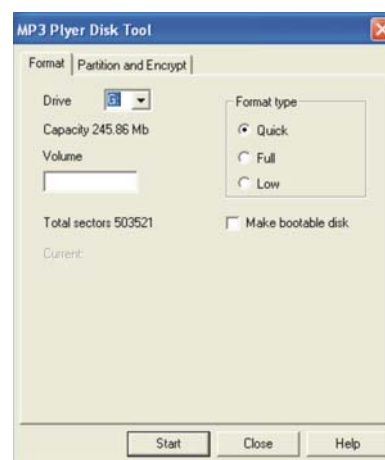 MP3 Plyer Disk Tool
Format Partition and Encrypt
Drive G:
Format type
Capacity 245.86 Mb
Quick
Volume
Full
Low
Total sectors 503521
Make bootable disk
Current:
Start Close Help